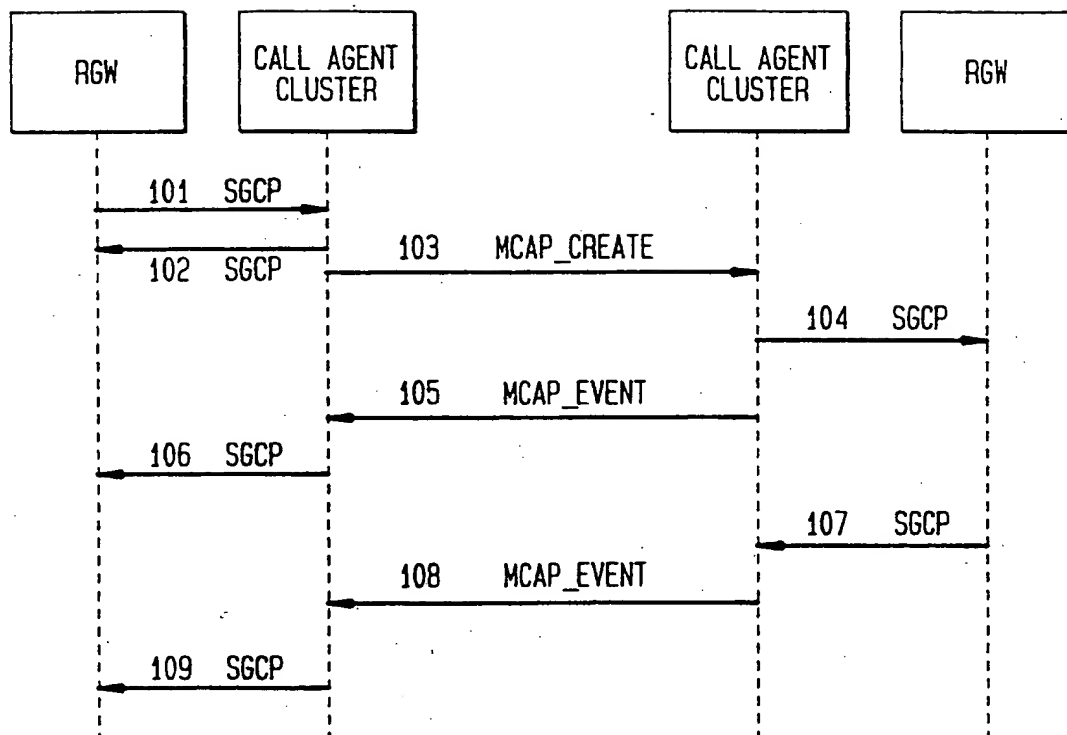 RGW
CALL AGENT
CLUSTER
CALL AGENT
CLUSTER
RGW
101 SGCP
102 SGCP
103 MCAP_CREATE
104 SGCP
105 MCAP_EVENT
106 SGCP
107 SGCP
108 MCAP_EVENT
109 SGCP